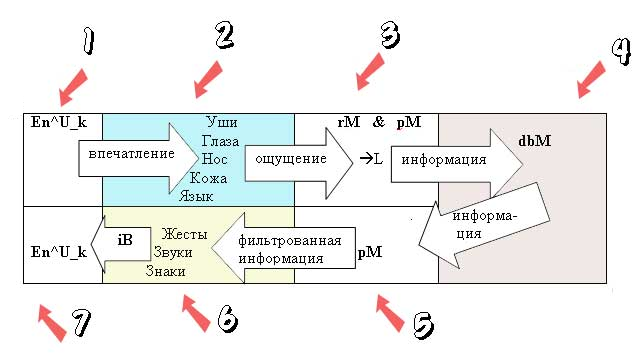 1
2
3
4
En^U_k
впечатление
Уши
Глаза
Нос
Кожа
Язык
ощущение
rM & pM
→L
информация
dbM
информа-
ция
En^U_k
iB
Жесты
Звуки
Знаки
фильтрованная
информация
pM
7
6
5